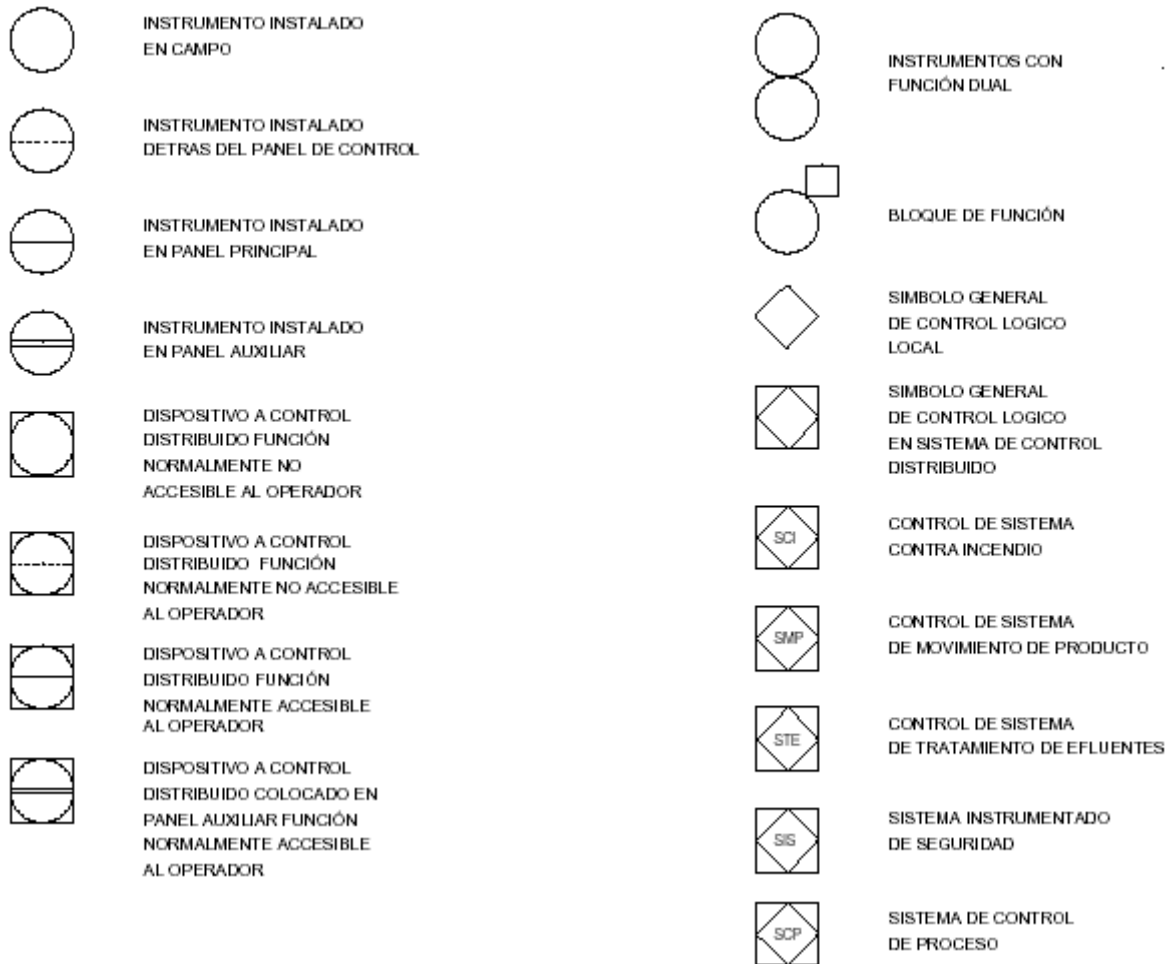 INSTRUMENTO INSTALADO
EN CAMPO
INSTRUMENTO INSTALADO
DETRAS DEL PANEL DE CONTROL
INSTRUMENTO INSTALADO
EN PANEL PRINCIPAL
INSTRUMENTO INSTALADO
EN PANEL AUXILIAR
DISPOSITIVO A CONTROL
DISTRIBUIDO FUNCIÓN
NORMALMENTE NO
ACCESIBLE AL OPERADOR
DISPOSITIVO A CONTROL
DISTRIBUIDO FUNCIÓN
NORMALMENTE NO ACCESIBLE
AL OPERADOR
DISPOSITIVO A CONTROL
DISTRIBUIDO FUNCIÓN
NORMALMENTE ACCESIBLE
AL OPERADOR
DISPOSITIVO A CONTROL
DISTRIBUIDO COLOCADO EN
PANEL AUXILIAR FUNCIÓN
NORMALMENTE ACCESIBLE
AL OPERADOR
INSTRUMENTOS CON
FUNCIÓN DUAL
BLOQUE DE FUNCIÓN
SIMBOLO GENERAL
DE CONTROL LOGICO
LOCAL
SIMBOLO GENERAL
DE CONTROL LOGICO
EN SISTEMA DE CONTROL
DISTRIBUIDO
SCI
CONTROL DE SISTEMA
CONTRA INCENDIO
SMP
CONTROL DE SISTEMA
DE MOVIMIENTO DE PRODUCTO
STE
CONTROL DE SISTEMA
DE TRATAMIENTO DE EFLUENTES
SIS
SISTEMA INSTRUMENTADO
DE SEGURIDAD
SCP
SISTEMA DE CONTROL
DE PROCESO